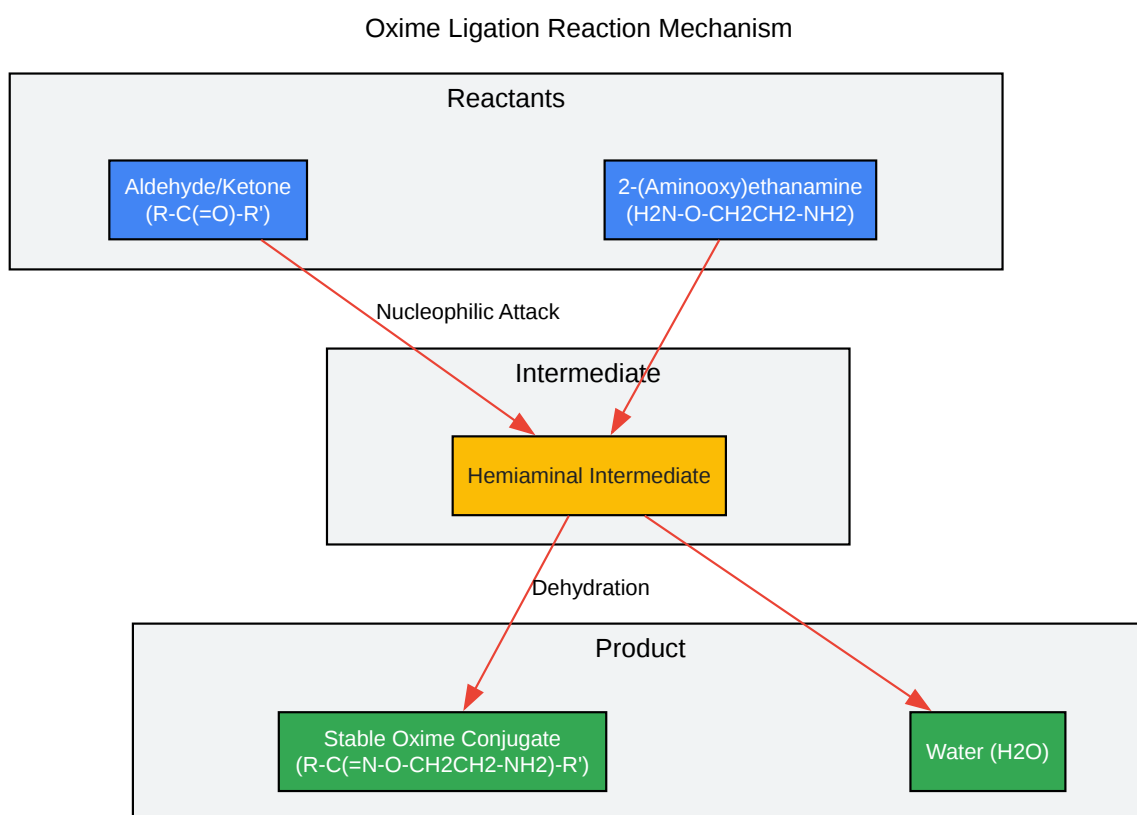 Oxime Ligation Reaction Mechanism
Reactants
Aldehyde/Ketone
(R-C(=O)-R')
2-(Aminooxy)ethanamine
(H2N-O-CH2CH2-NH2)
Nucleophilic Attack
Intermediate
Hemiaminal Intermediate
Dehydration
Product
Stable Oxime Conjugate
(R-C(=N-O-CH2CH2-NH2)-R')
Water (H2O)